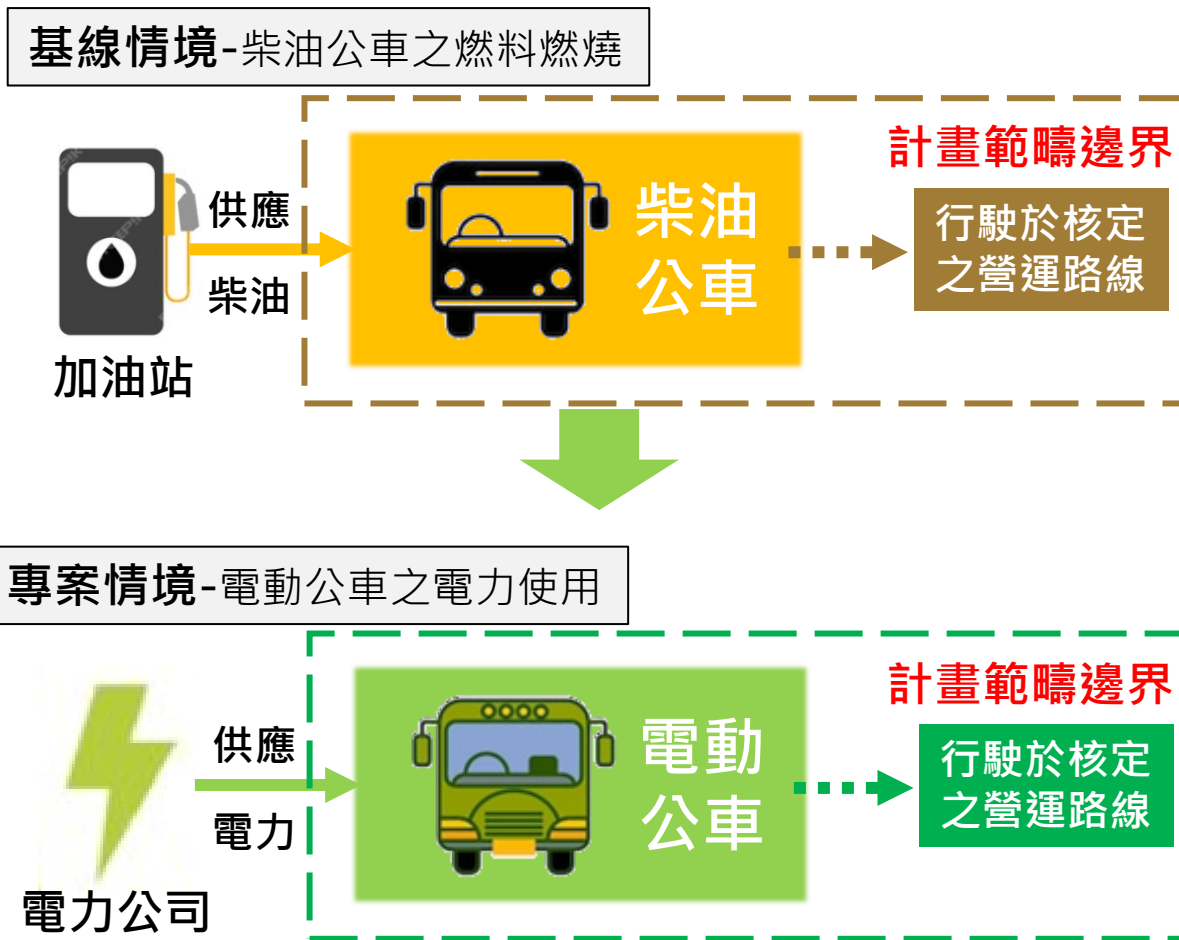 基線情境-柴油公車之燃料燃燒
計畫範疇邊界
供應
柴油
加油站
柴油
公車
行駛於核定
之營運路線
專案情境-電動公車之電力使用
計畫範疇邊界
供應
電力
電力公司
電動
公車
行駛於核定
之營運路線